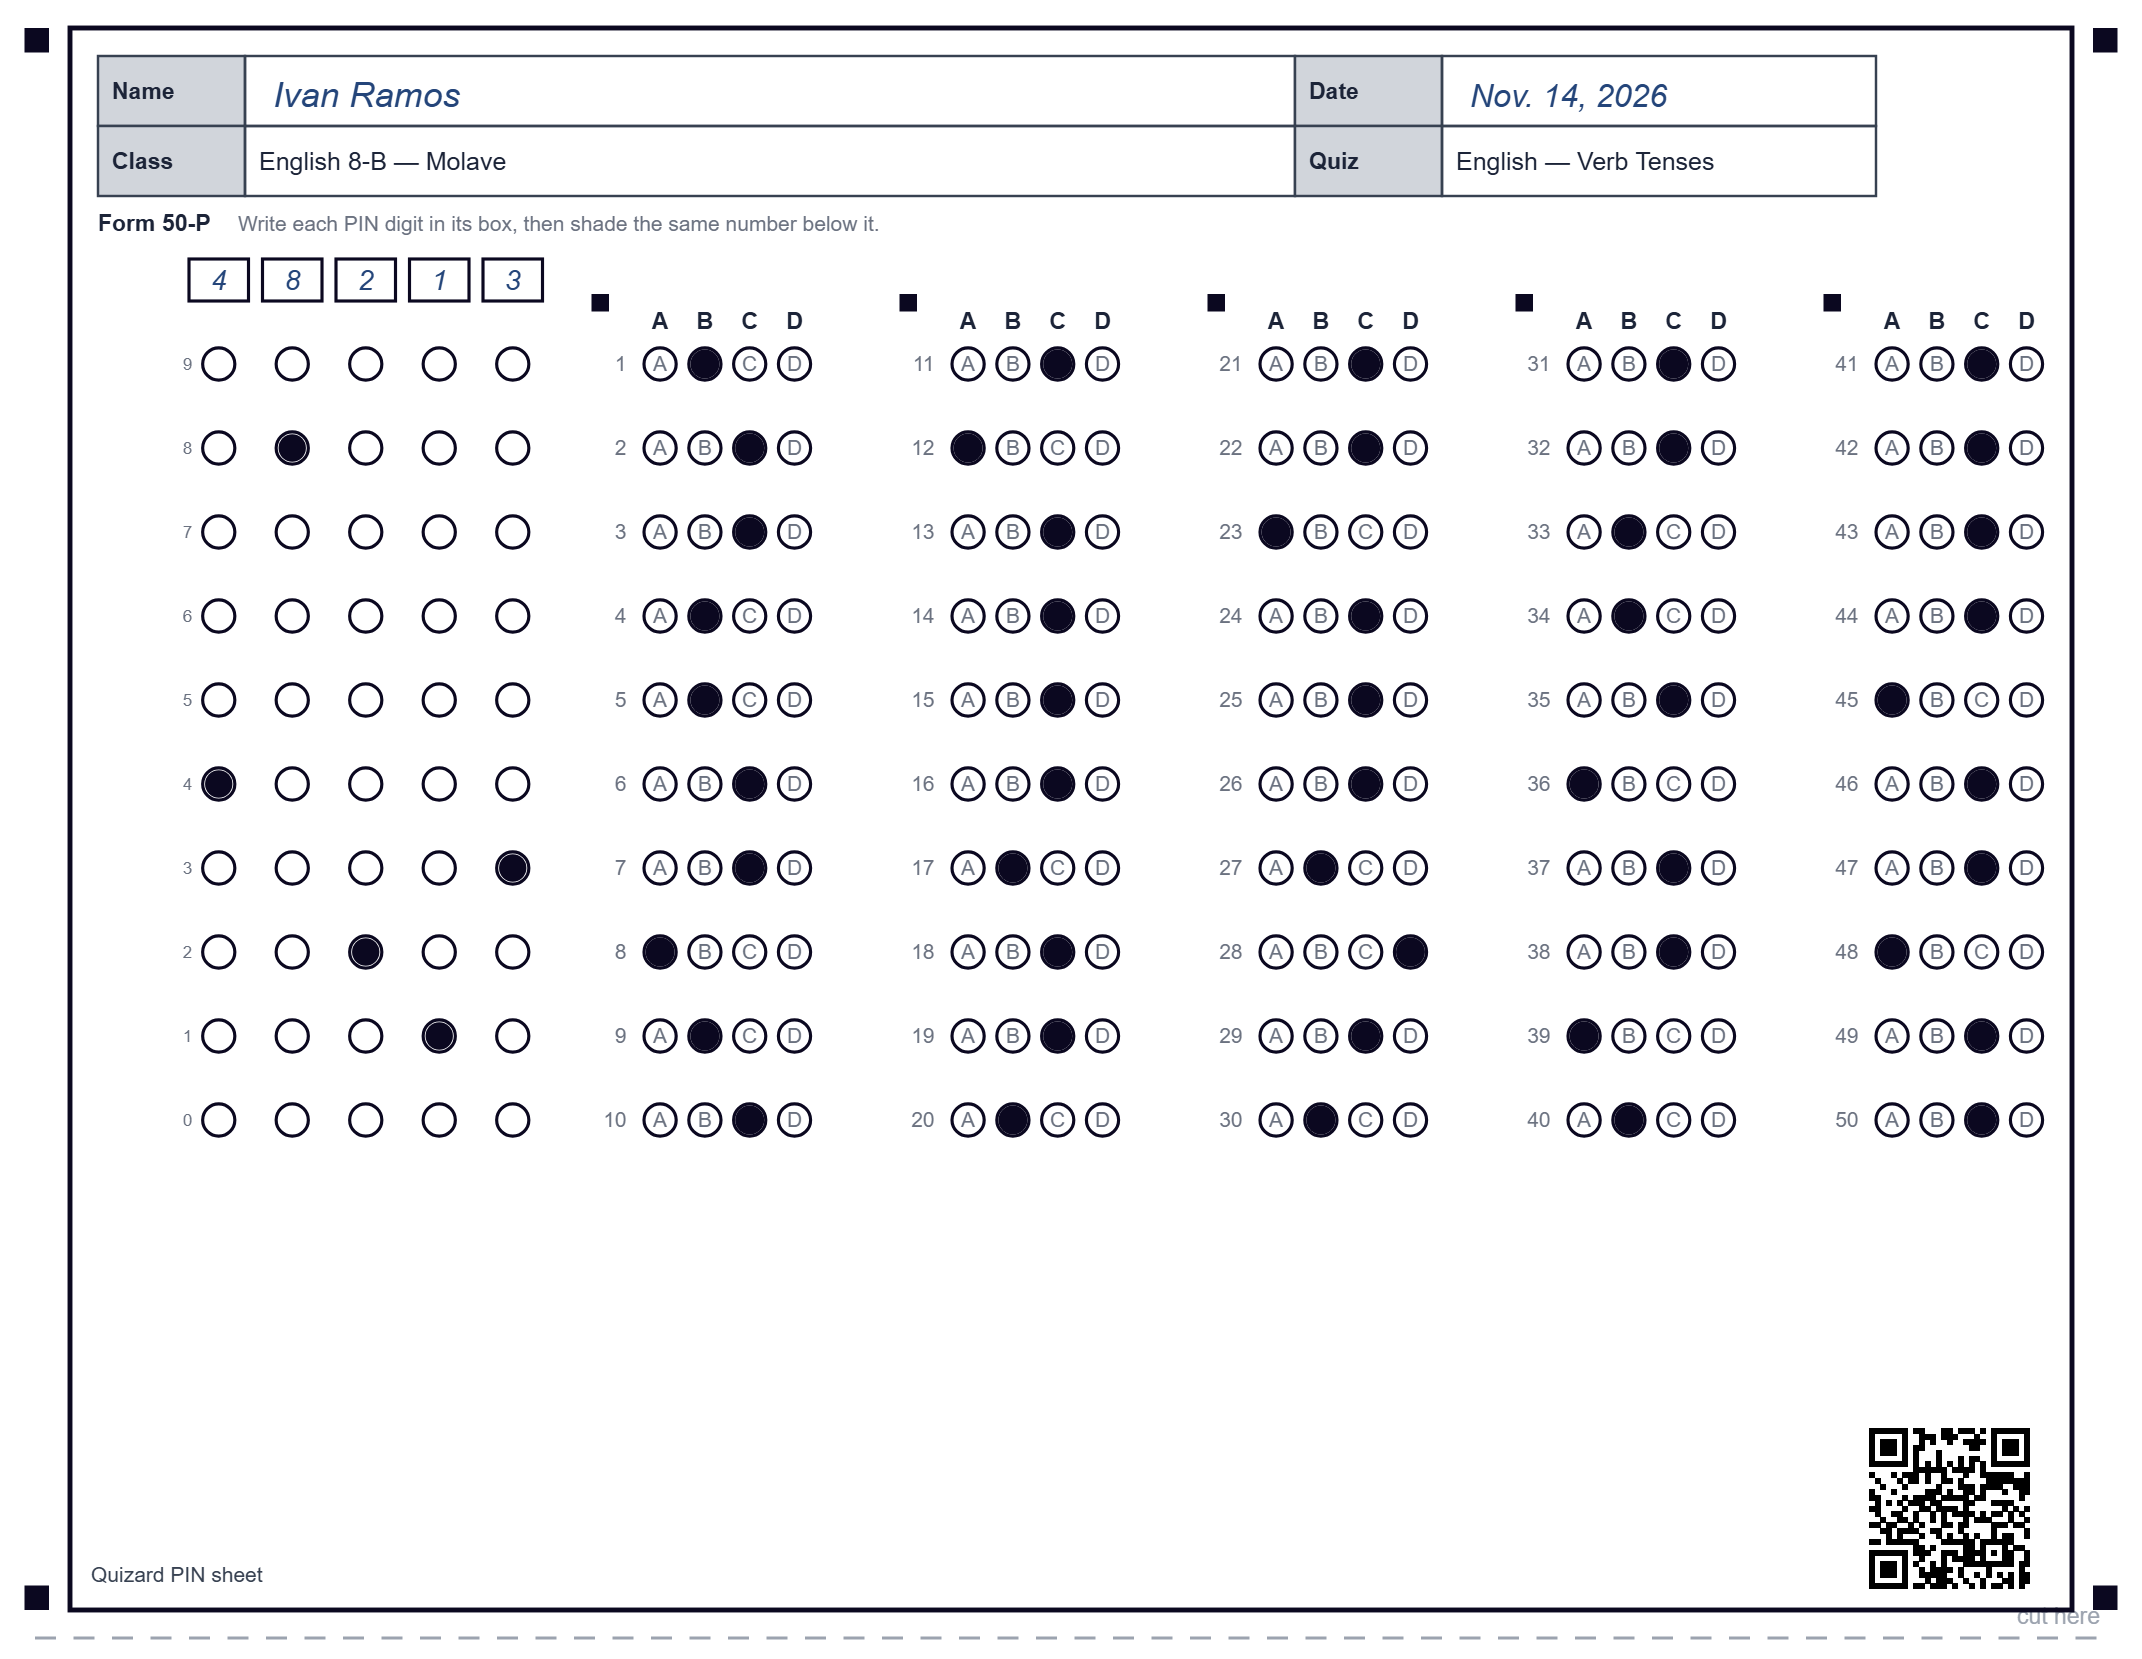 Name Ivan Ramos Date Nov. 14, 2026
Class English 8-B — Molave Quiz English — Verb Tenses
Form 50-P Write each PIN digit in its box, then shade the same number below it.
4 8 2 1 3
A B C D A B C D A B C D A B C D A B C D
9 1 A C D 11 A B D 21 A B D 31 A B D 41 A B D
8 2 A B D 12 B C D 22 A B D 32 A B D 42 A B D
7 3 A B D 13 A B D 23 B C D 33 A C D 43 A B D
6 4 A C D 14 A B D 24 A B D 34 A C D 44 A B D
5 5 A C D 15 A B D 25 A B D 35 A B D 45 B C D
4 6 A B D 16 A B D 26 A B D 36 B C D 46 A B D
3 7 A B D 17 A C D 27 A C D 37 A B D 47 A B D
2 8 B C D 18 A B D 28 A B C 38 A B D 48 B C D
1 9 A C D 19 A B D 29 A B D 39 B C D 49 A B D
0 10 A B D 20 A C D 30 A C D 40 A C D 50 A B D
Quizard PIN sheet
cut here